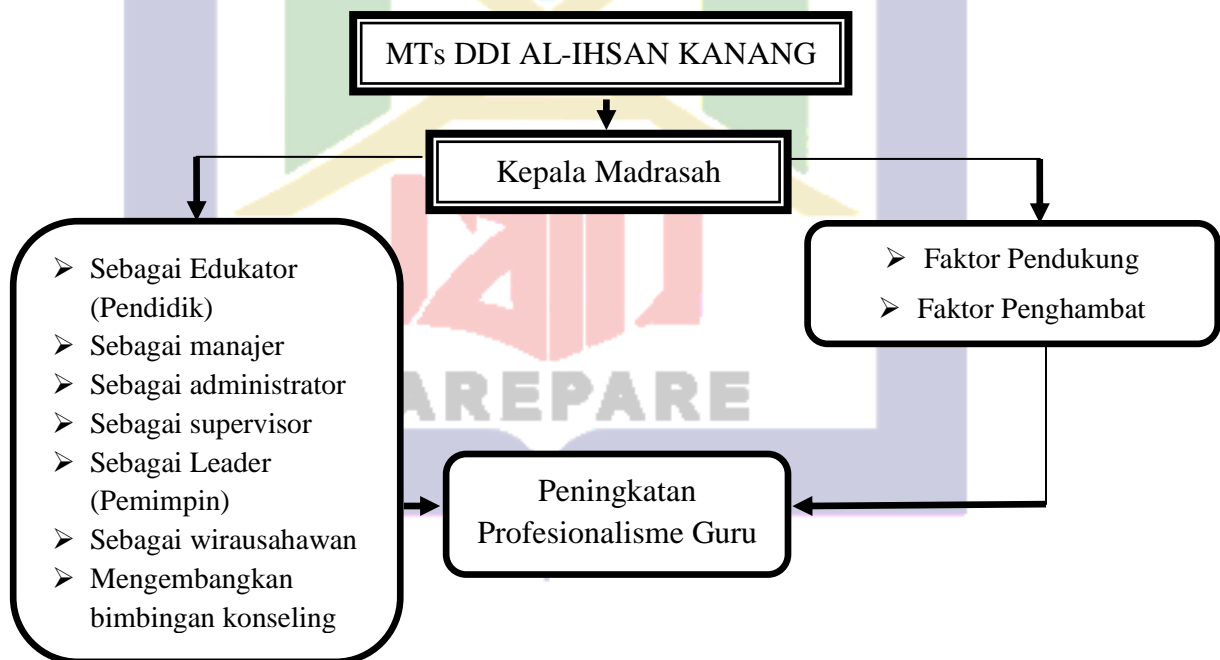 MTs DDI AL-IHSAN KANANG
Kepala Madrasah
➢ Sebagai Edukator
(Pendidik)
➢ Sebagai manajer
➢ Sebagai administrator
➢ Sebagai supervisor
➢ Sebagai Leader
(Pemimpin)
➢ Sebagai wirausahawan
➢ Mengembangkan
bimbingan konseling
➢ Faktor Pendukung
➢ Faktor Penghambat
AREPARE
Peningkatan
Profesionalisme Guru